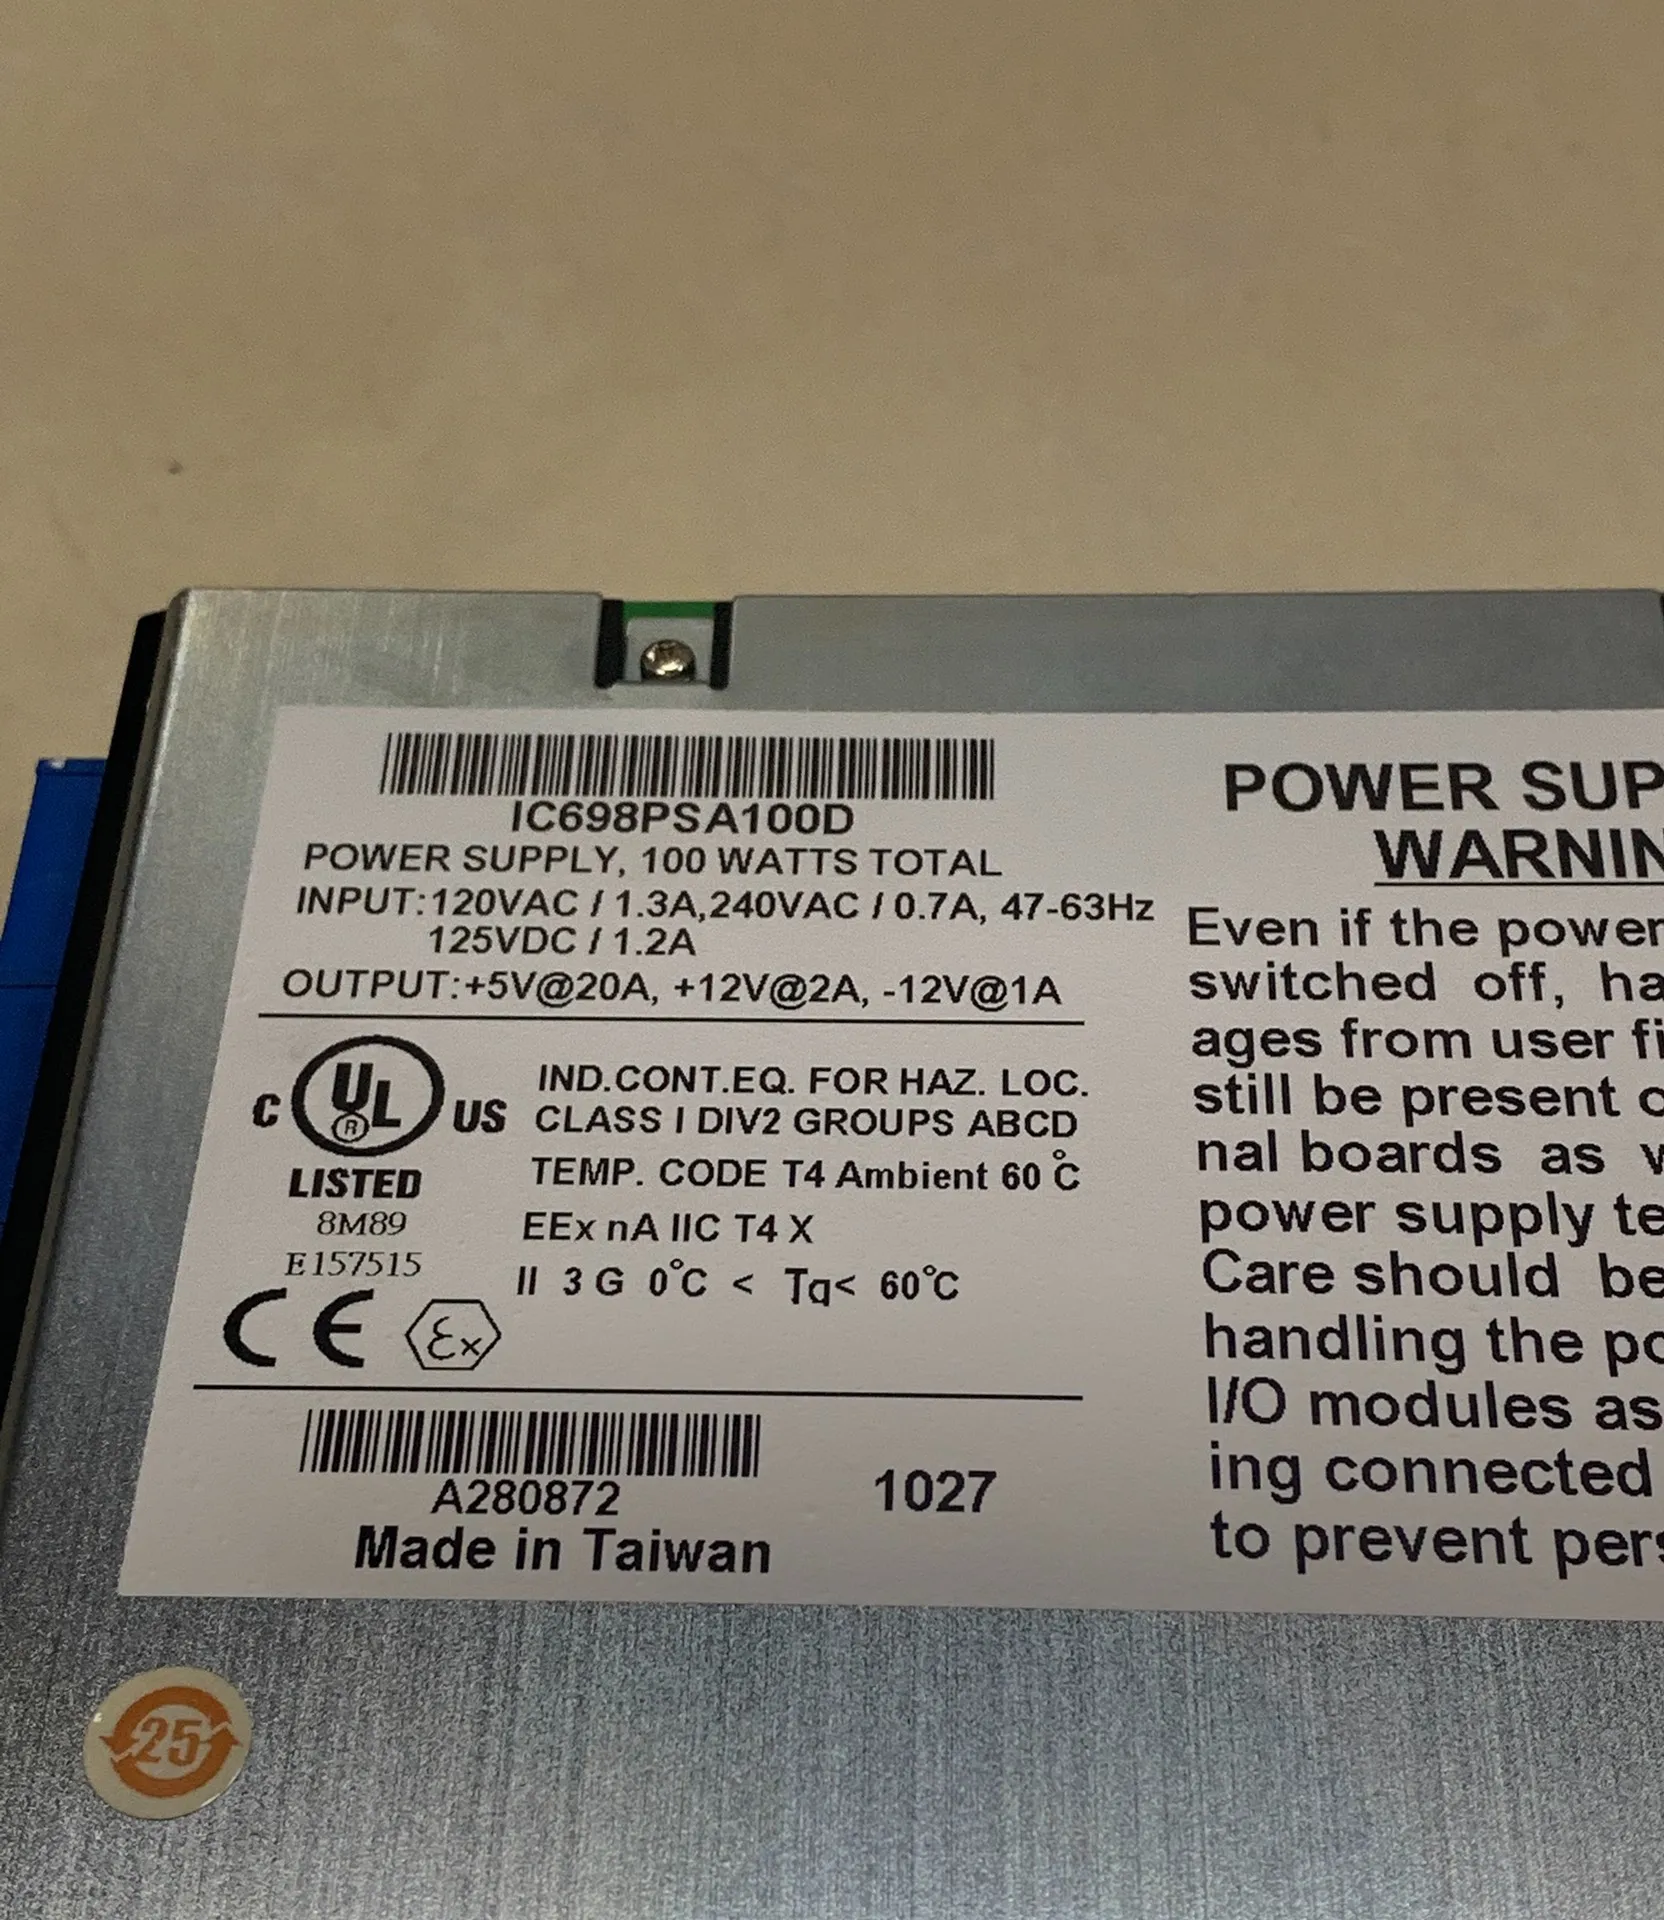 IC698PSA100D
POWER SUPPLY, 100 WATTS TOTAL
INPUT:120VAC / 1.3A,240VAC / 0.7A, 47-63Hz
125VDC / 1.2A
OUTPUT:+5V@20A, +12V@2A, -12V@1A
C UL ® US
LISTED
8M89
E157515
IND.CONT.EQ. FOR HAZ. LOC.
CLASS I DIV2 GROUPS ABCD
TEMP. CODE T4 Ambient 60°C
EEx nA IIC T4 X
II 3 G 0°C < Ta< 60°C
CE Ex
A280872
1027
Made in Taiwan
POWER SUP
WARNIN
Even if the power
switched off, ha
ages from user fi
still be present o
nal boards as w
power supply te
Care should be
handling the po
I/O modules as
ing connected
to prevent pers
25